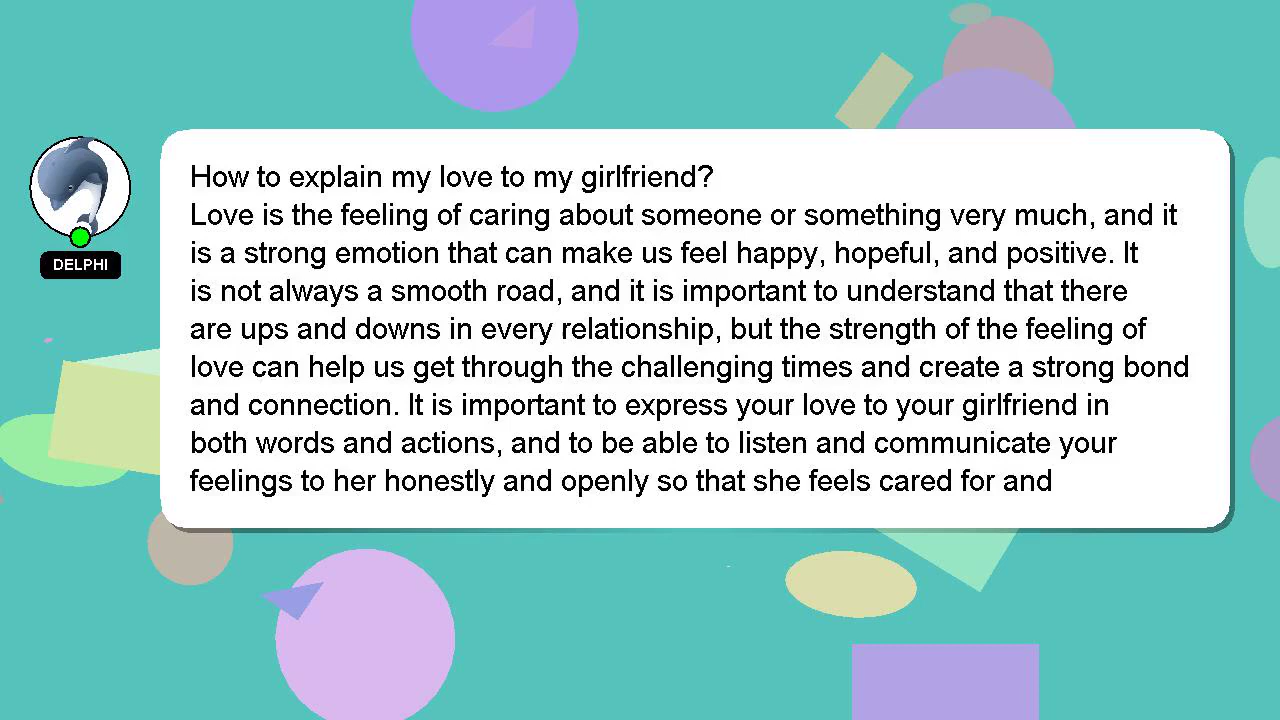 How to explain my love to my girlfriend?
Love is the feeling of caring about someone or something very much, and it
is a strong emotion that can make us feel happy, hopeful, and positive. It
is not always a smooth road, and it is important to understand that there
are ups and downs in every relationship, but the strength of the feeling of
love can help us get through the challenging times and create a strong bond
and connection. It is important to express your love to your girlfriend in
both words and actions, and to be able to listen and communicate your
feelings to her honestly and openly so that she feels cared for and
DELPHI